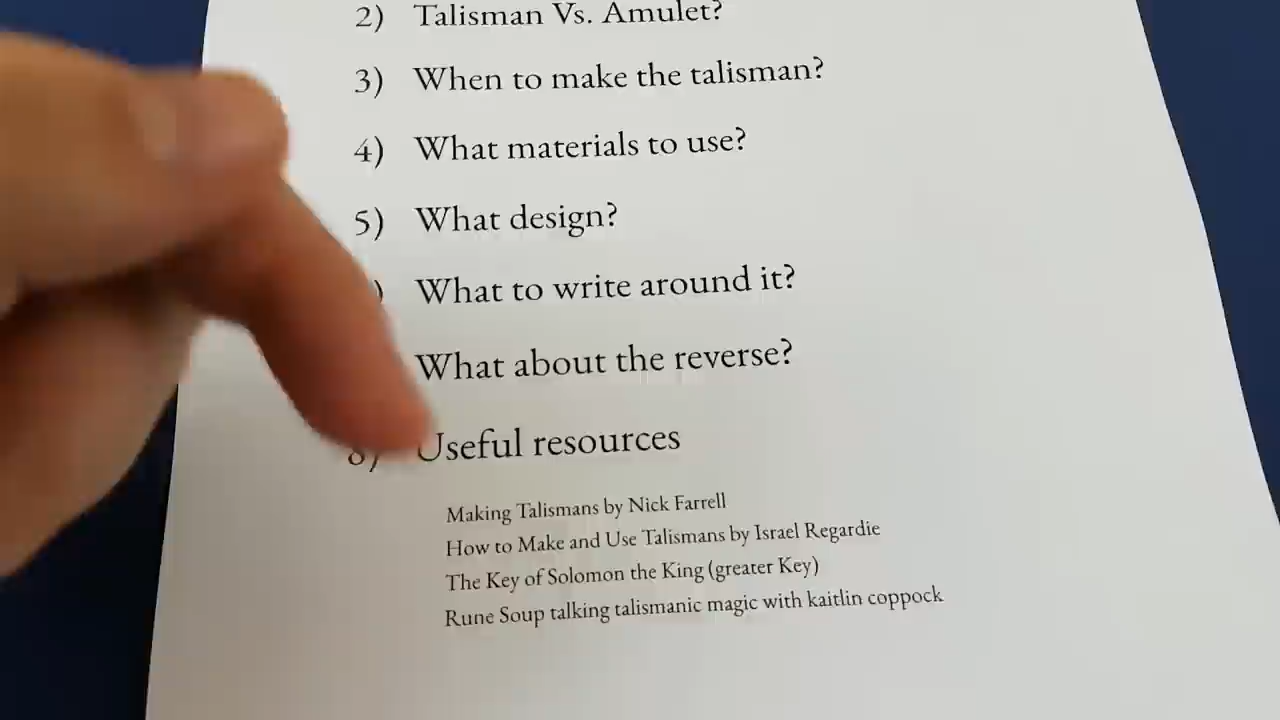 2) Talisman Vs. Amulet?
3) When to make the talisman?
4) What materials to use?
5) What design?
) What to write around it?
What about the reverse?
8) Useful resources
Making Talismans by Nick Farrell
How to Make and Use Talismans by Israel Regardie
The Key of Solomon the King (greater Key)
Rune Soup talking talismanic magic with kaitlin coppock